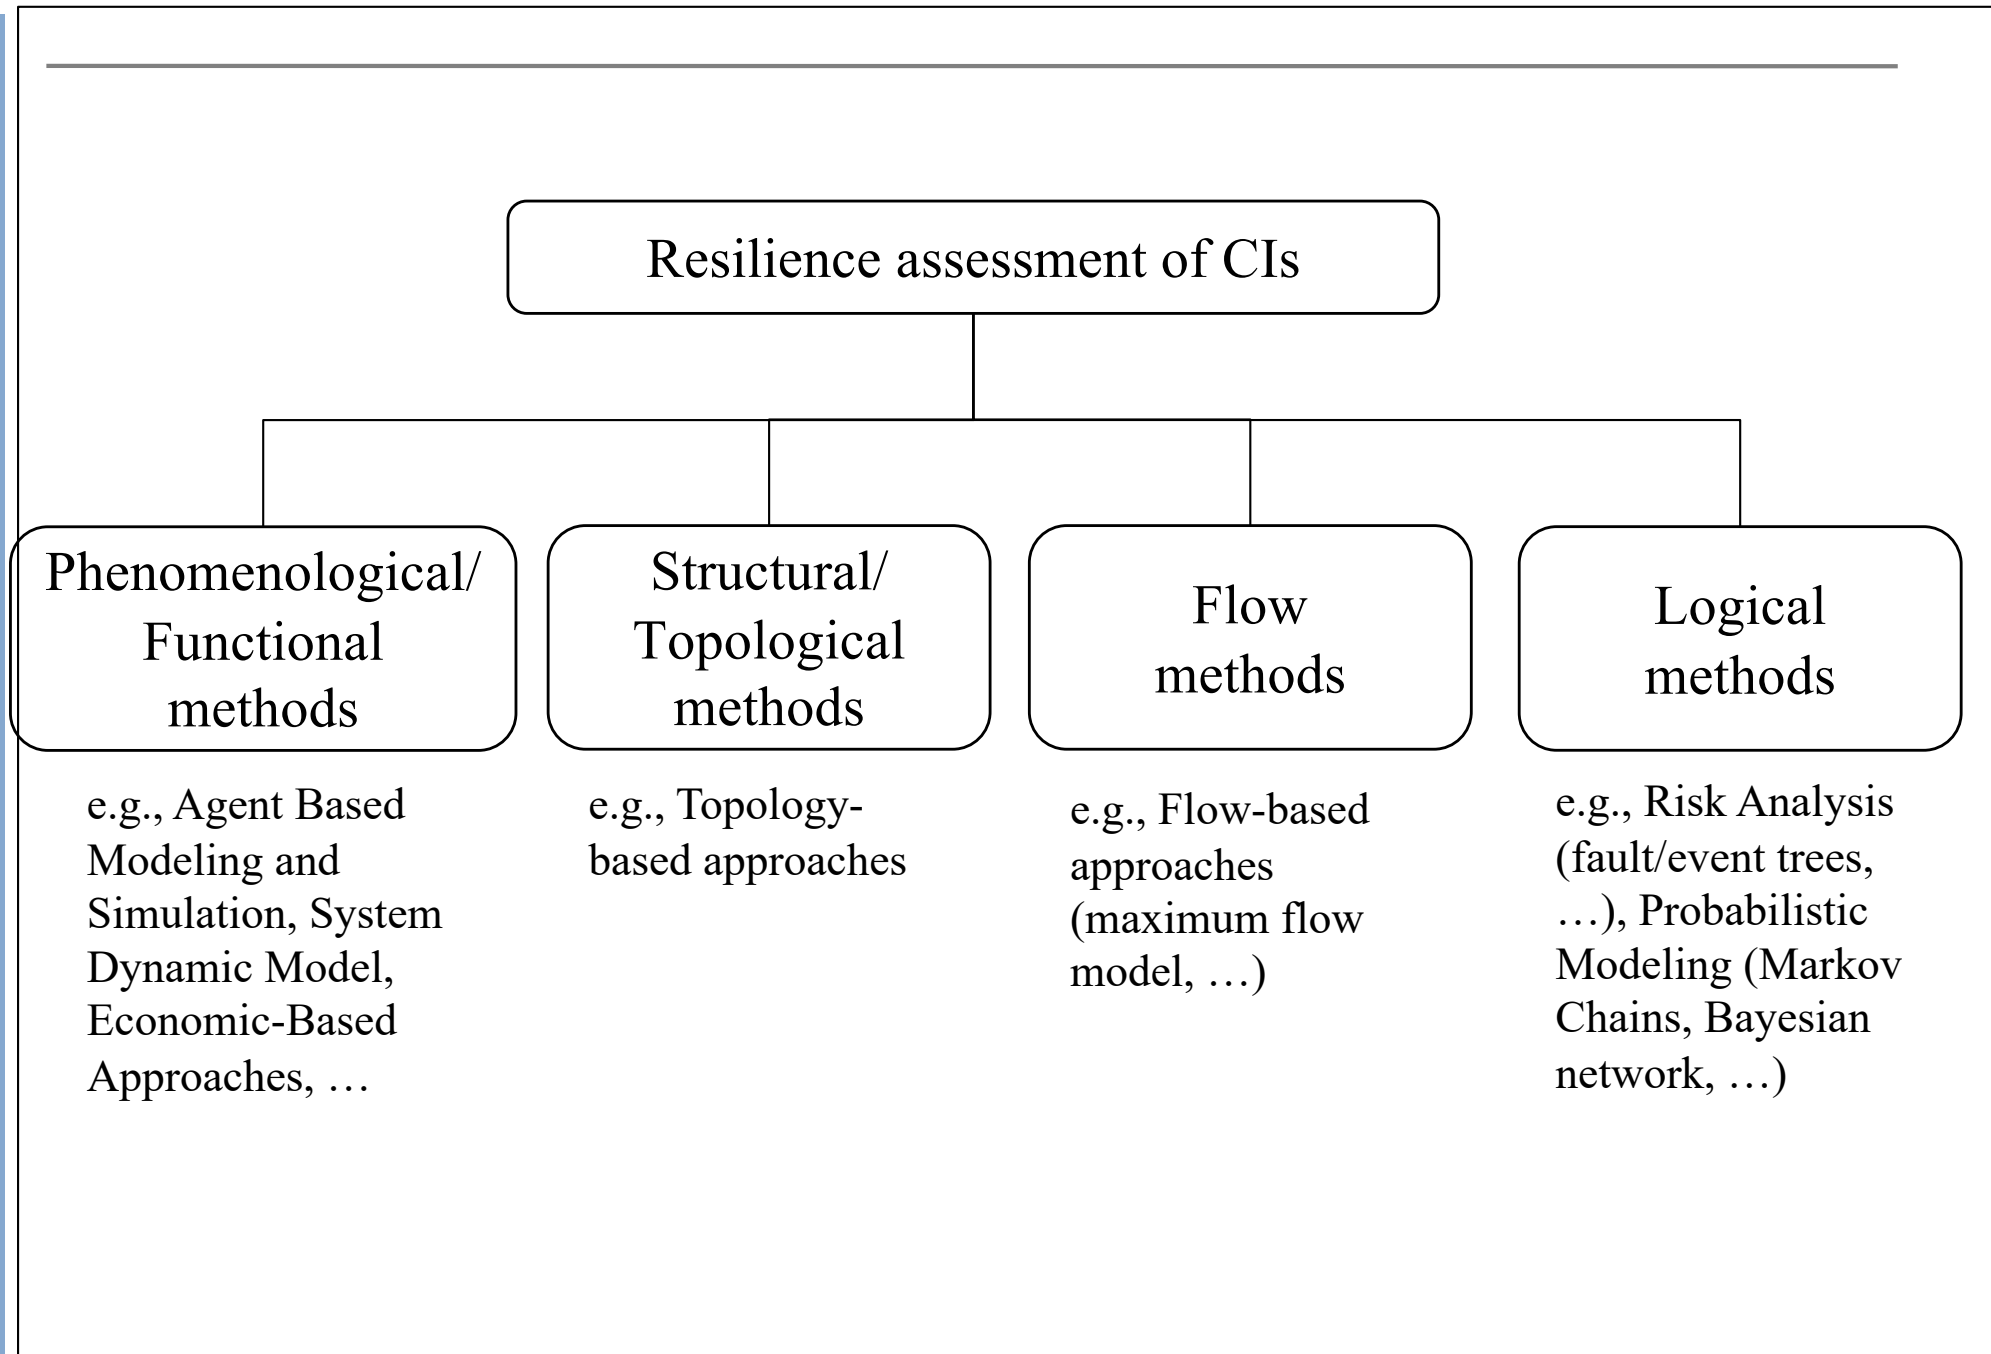 Resilience assessment of CIs
Phenomenological/
Functional
methods
Structural/
Topological
methods
Flow
methods
Logical
methods
e.g., Agent Based
Modeling and
Simulation, System
Dynamic Model,
Economic-Based
Approaches, …
e.g., Topology-
based approaches
e.g., Flow-based
approaches
(maximum flow
model, …)
e.g., Risk Analysis
(fault/event trees,
…), Probabilistic
Modeling (Markov
Chains, Bayesian
network, …)